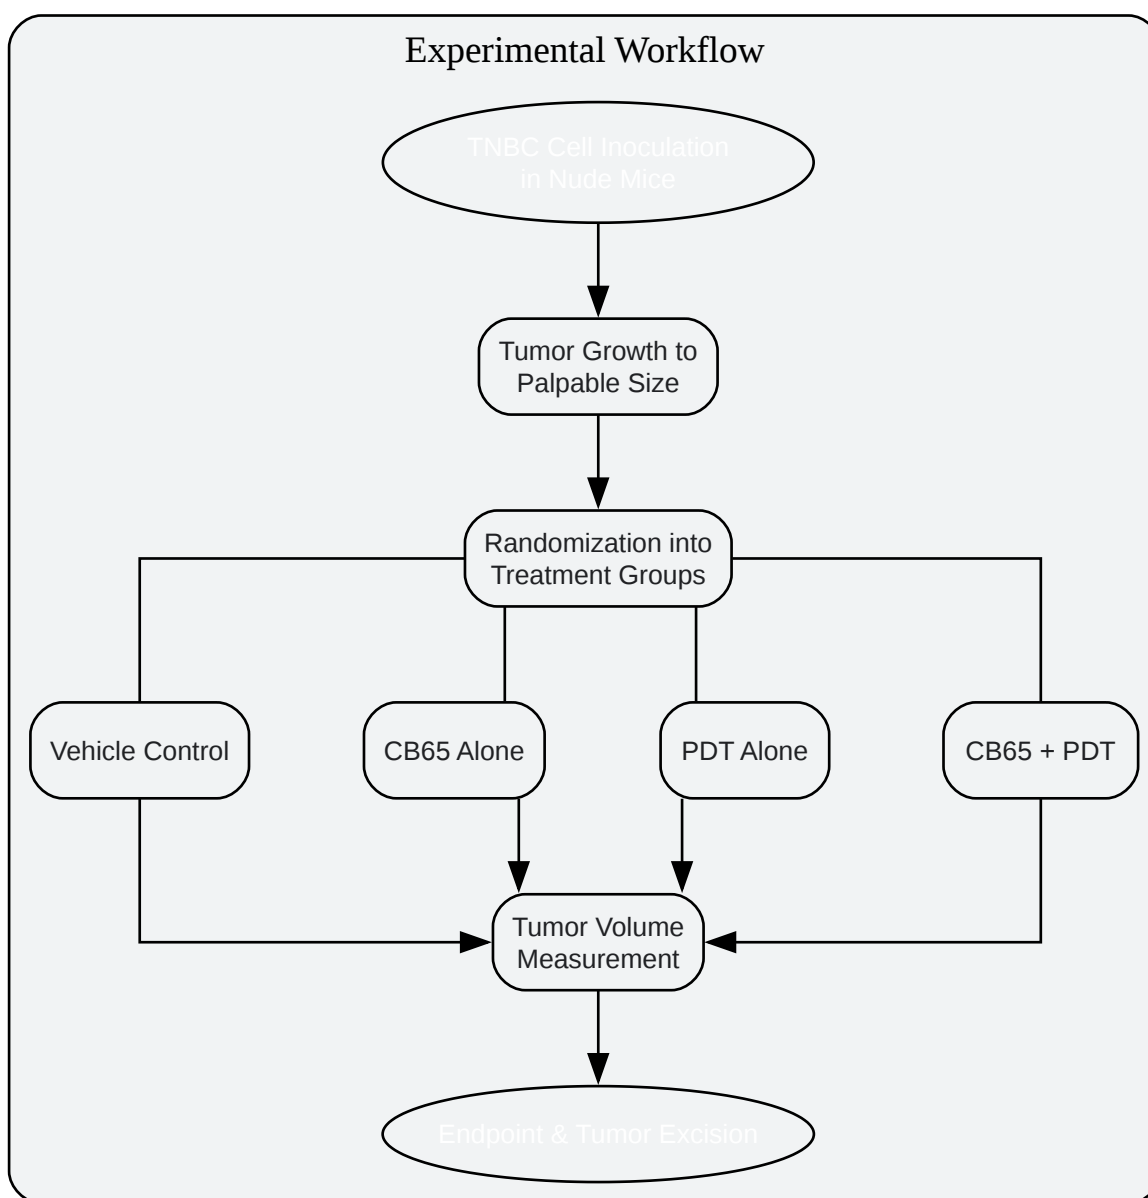 Experimental Workflow
TNBC Cell Inoculation
in Nude Mice
Tumor Growth to
Palpable Size
Randomization into
Treatment Groups
Vehicle Control
CB65 Alone
PDT Alone
CB65 + PDT
Tumor Volume
Measurement
Endpoint & Tumor Excision